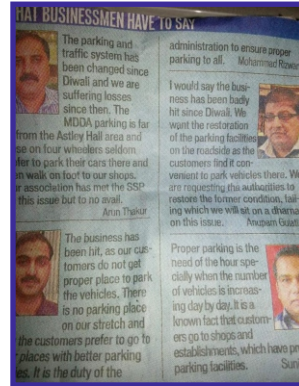 HAT BUSINESSMEN HAVE TO SAY
The parking and
traffic system has
been changed since
Diwali and we are
suffering losses
since then. The
MDDA parking is far
from the Astley Hall area and
se on four wheelers seldom
fer to park their cars there and
en walk on foot to our shops.
r association has met the SSP
this issue but to no avail.
Arun Thakur
The business has
been hit, as our cus-
tomers do not get
proper place to park
the vehicles. There
is no parking place
on our stretch and
the customers prefer to go to
places with better parking
es. It is the duty of the
administration to ensure proper
parking to all. Mohammad Rizwan
I would say the busi-
ness has been badly
hit since Diwali. We
want the restoration
of the parking facilities
on the roadside as the
customers find it con-
venient to park vehicles there. We
are requesting the authorities to
restore the former condition, fail-
ing which we will sit on a dharna
on this issue. Anupam Gulati
Proper parking is the
need of the hour spe-
cially when the number
of vehicles is increas-
ing day by day. It is a
known fact that custom-
ers go to shops and
establishments, which have pr
parking facilities.